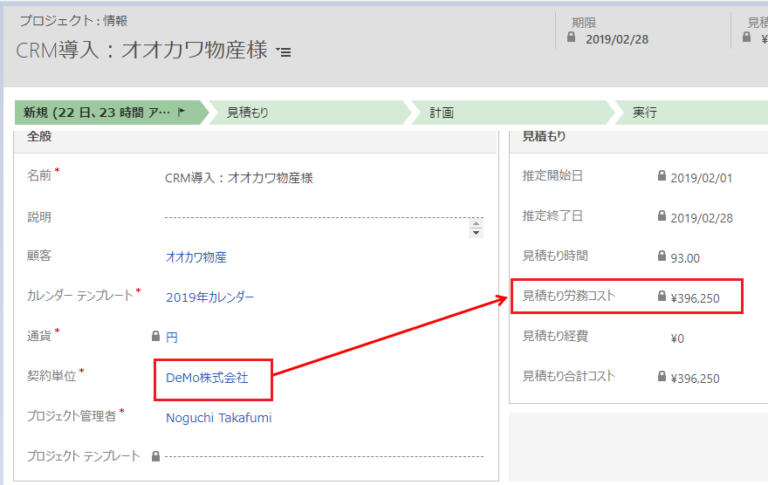 プロジェクト : 情報
CRM導入：オオカワ物産様
期限
2019/02/28
見積
¥
新規 (22 日、23 時間 ア…
見積もり
計画
実行
全般
名前 *
CRM導入：オオカワ物産様
説明
顧客
オオカワ物産
カレンダー テンプレート *
2019年カレンダー
通貨 *
円
契約単位 *
DeMo株式会社
プロジェクト管理者 *
Noguchi Takafumi
プロジェクト テンプレート
見積もり
推定開始日
2019/02/01
推定終了日
2019/02/28
見積もり時間
93.00
見積もり労務コスト
¥396,250
見積もり経費
¥0
見積もり合計コスト
¥396,250